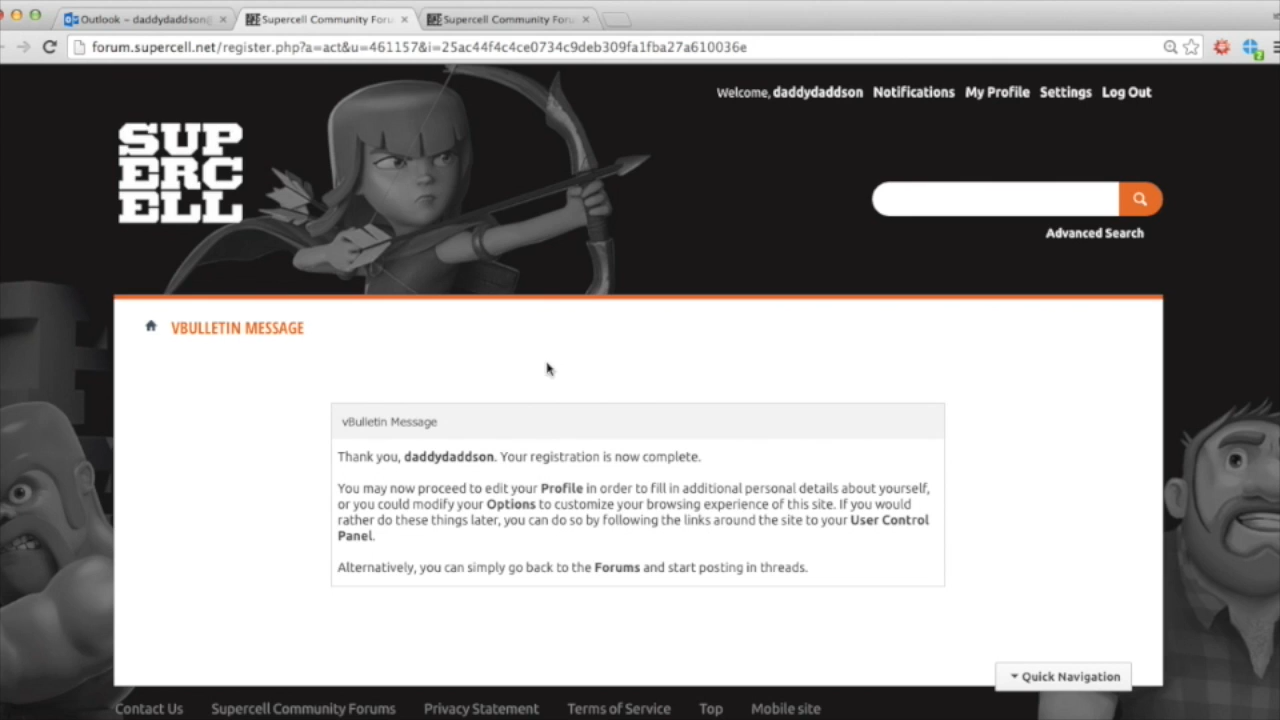 Outlook – daddydaddson@
Supercell Community Foru
Supercell Community Foru
forum.supercell.net/register.php?a=act&u=461157&i=25ac44f4c4ce0734c9deb309fa1fba27a610036e
Welcome, daddydaddson Notifications My Profile Settings Log Out
SUP
ERC
ELL
Advanced Search
VBULLETIN MESSAGE
vBulletin Message
Thank you, daddydaddson. Your registration is now complete.
You may now proceed to edit your Profile in order to fill in additional personal details about yourself,
or you could modify your Options to customize your browsing experience of this site. If you would
rather do these things later, you can do so by following the links around the site to your User Control
Panel.
Alternatively, you can simply go back to the Forums and start posting in threads.
Quick Navigation
Contact Us Supercell Community Forums Privacy Statement Terms of Service Top Mobile site